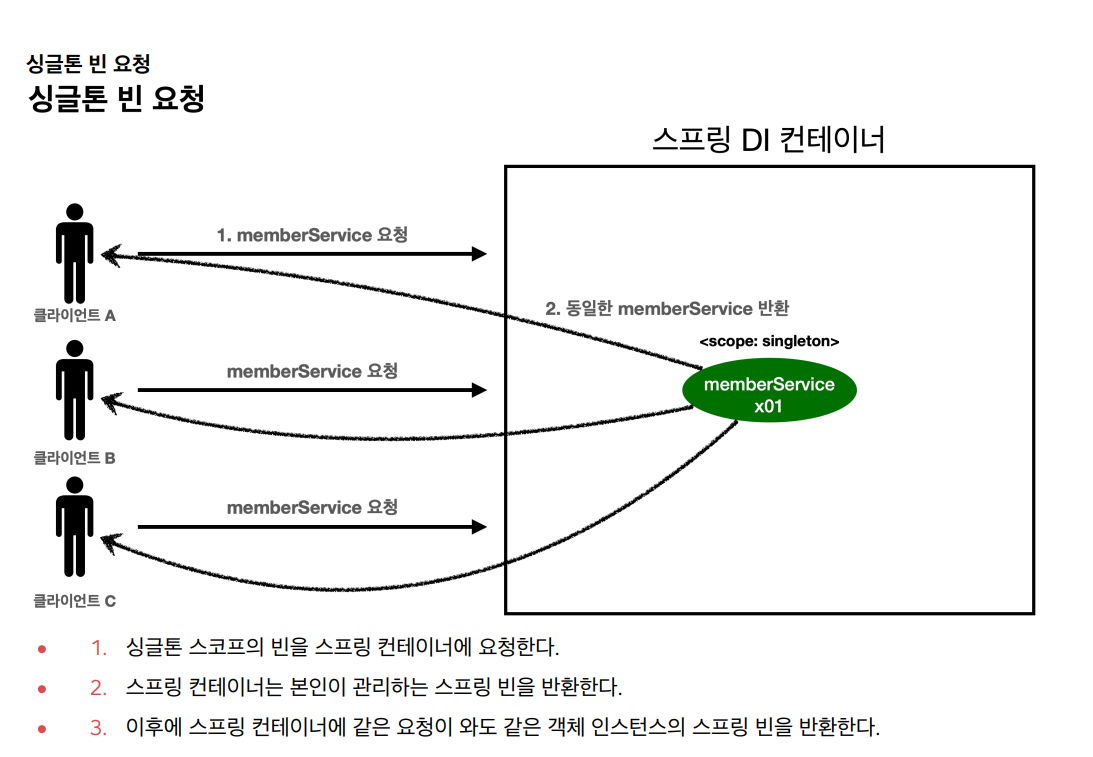 싱글톤 빈 요청
싱글톤 빈 요청
스프링 DI 컨테이너
1. memberService 요청
클라이언트 A
2. 동일한 memberService 반환
<scope: singleton>
memberService
x01
memberService 요청
클라이언트 B
memberService 요청
클라이언트 C
• 1. 싱글톤 스코프의 빈을 스프링 컨테이너에 요청한다.
• 2. 스프링 컨테이너는 본인이 관리하는 스프링 빈을 반환한다.
• 3. 이후에 스프링 컨테이너에 같은 요청이 와도 같은 객체 인스턴스의 스프링 빈을 반환한다.